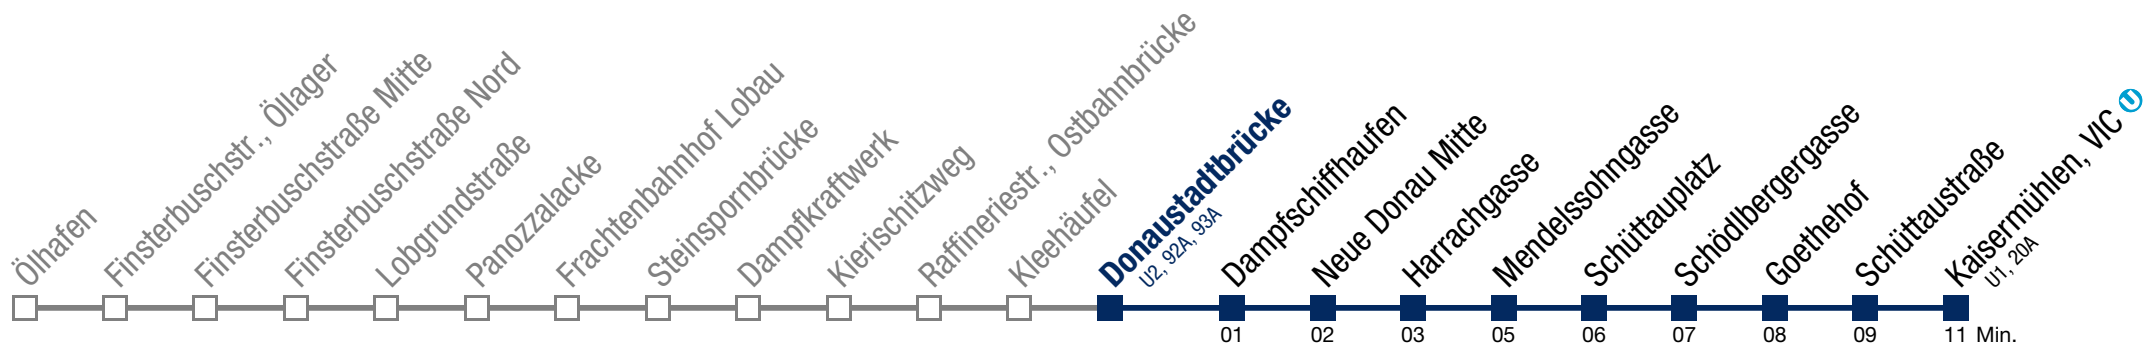 Ölhafen
Finsterbuschstr., Öllager
Finsterbuschstraße Mitte
Finsterbuschstraße Nord
Lobgrundstraße
Panozzalacke
Frachtenbahnhof Lobau
Steinspornbrücke
Dampfkraftwerk
Kierischitzweg
Raffineriestr., Ostbahnbrücke
Kleehäufel
Donaustadtbrücke
U2, 92A, 93A
Dampfschiffhaufen
Neue Donau Mitte
Harrachgasse
Mendelssohngasse
Schüttauplatz
Schödlbergergasse
Goethehof
Schüttaustraße
Kaisermühlen, VIC U
U1, 20A
01 02 03 05 06 07 08 09 11 Min.